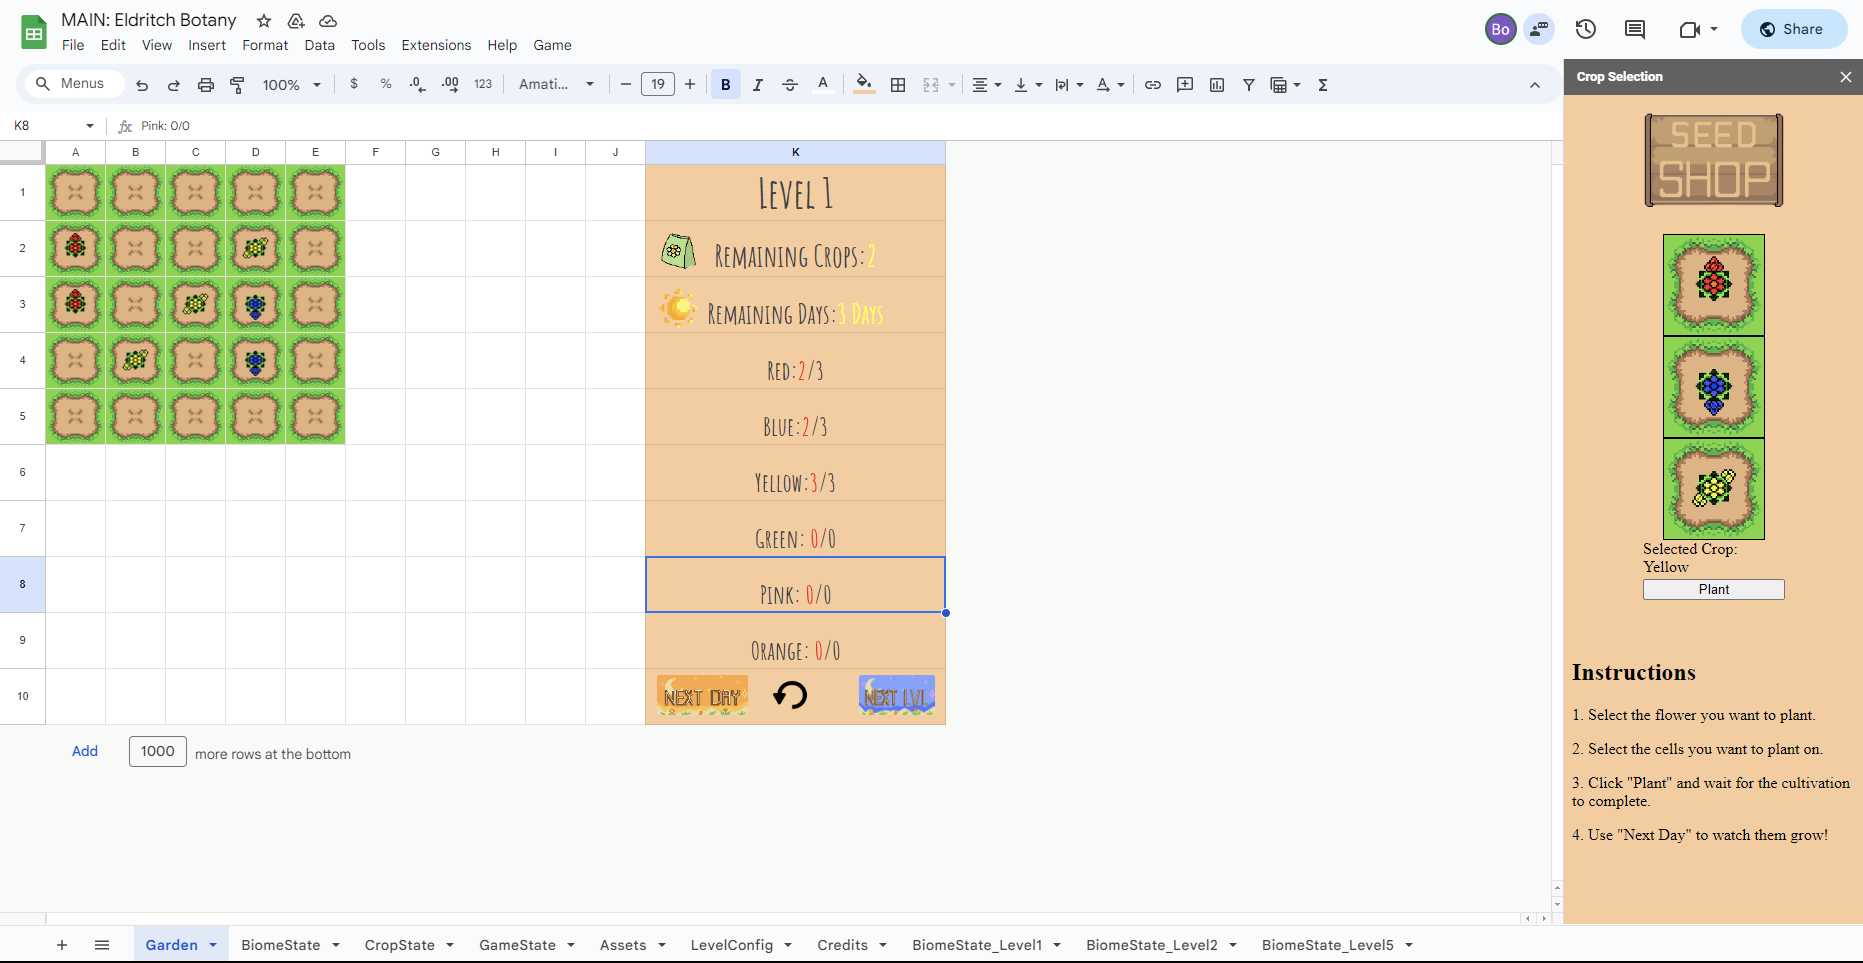 MAIN: Eldritch Botany
File Edit View Insert Format Data Tools Extensions Help Game
Bo
Share
Menus
100%
$ % .0 .00 123
Amati...
19
B I A
Crop Selection
K8
Pink: 0/0
A B C D E F G H I J K
1
2
3
4
5
6
7
8
9
10
Level 1
Remaining Crops: 2
Remaining Days: 3 Days
Red: 2/3
Blue: 2/3
Yellow: 3/3
Green: 0/0
Pink: 0/0
Orange: 0/0
NEXT DAY
NEXT LVL
Add 1000 more rows at the bottom
SEED
SHOP
Selected Crop:
Yellow
Plant
Instructions
1. Select the flower you want to plant.
2. Select the cells you want to plant on.
3. Click "Plant" and wait for the cultivation
to complete.
4. Use "Next Day" to watch them grow!
Garden BiomeState CropState GameState Assets LevelConfig Credits BiomeState_Level1 BiomeState_Level2 BiomeState_Level5